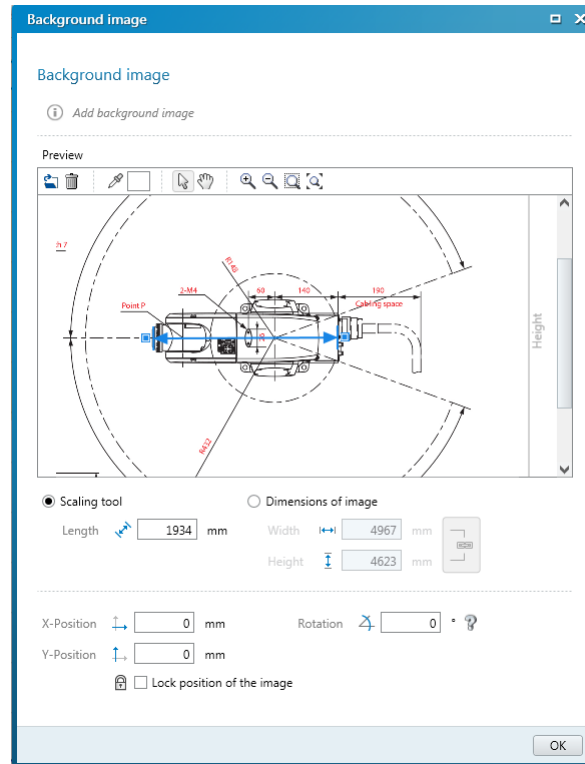 Background image
Background image
Add background image
Preview
h 7
R145
2-M4
60
140
190
Point P
Cabling space
R432
Height
Scaling tool
Dimensions of image
Length
1934 mm
Width
4967 mm
Height
4623 mm
X-Position
0 mm
Rotation
0 °
Y-Position
0 mm
Lock position of the image
OK